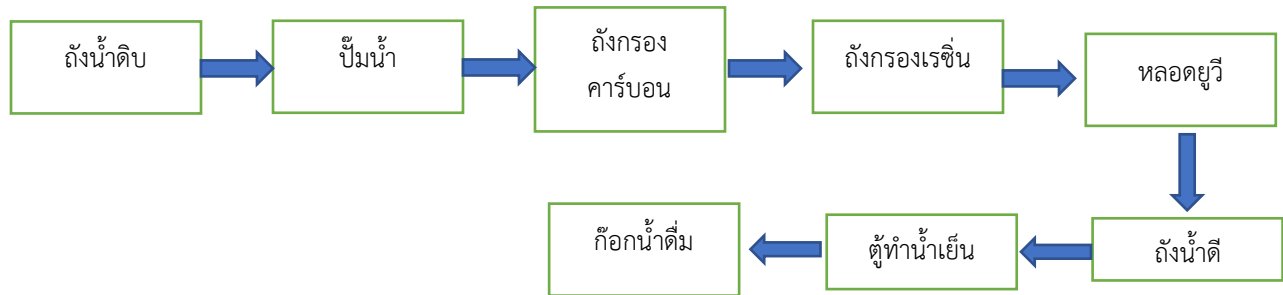 ถังน้ำดิบ
ปั๊มน้ำ
ถังกรอง
คาร์บอน
ถังกรองเรซิ่น
หลอดยูวี
ถังน้ำดี
ตู้ทำน้ำเย็น
ก๊อกน้ำดื่ม